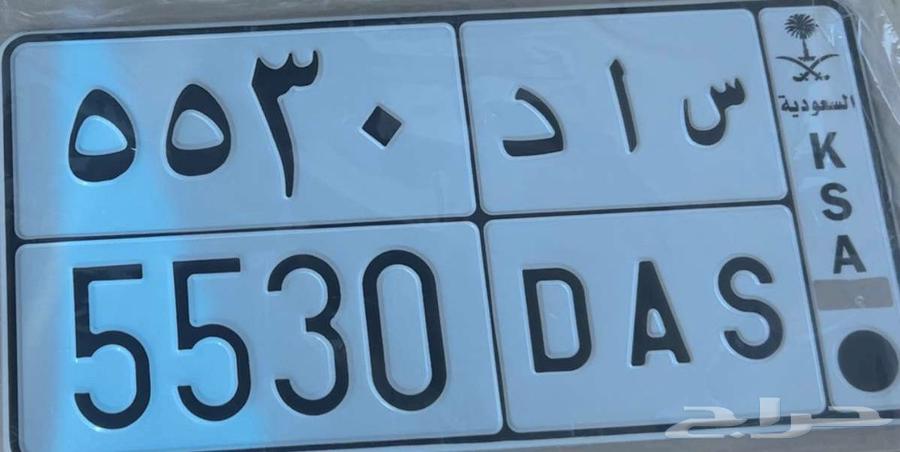 ٥٥٣٠ س ا د
5530 DAS
السعودية
K
S
A
حراج